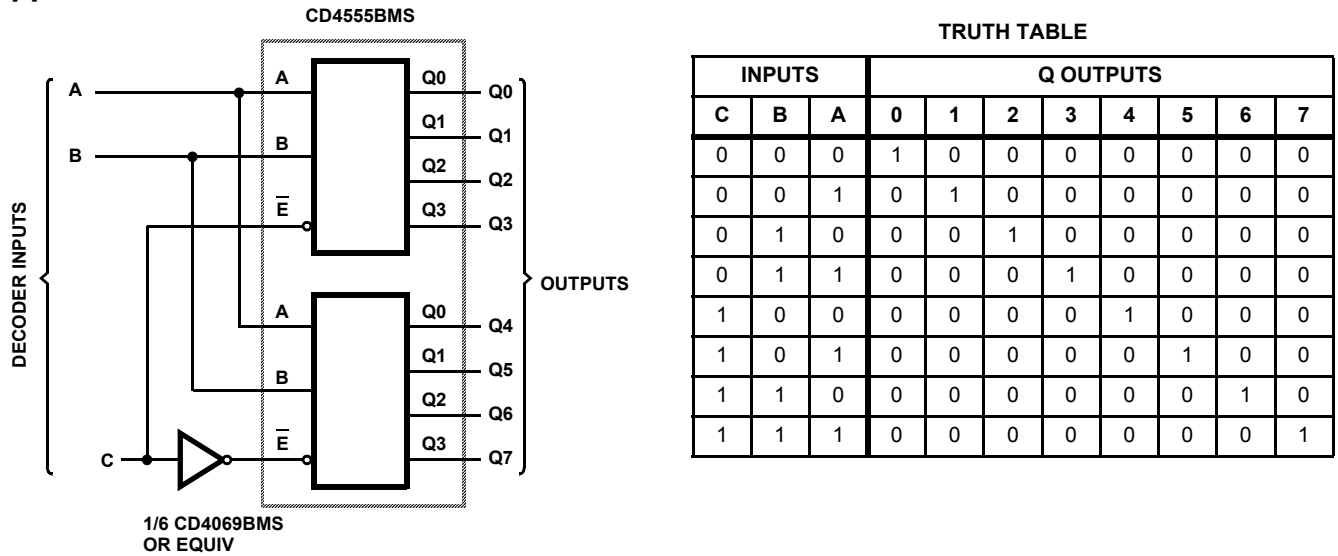 CD4555BMS
A
B
DECODER INPUTS
C
A
B
E
Q0
Q1
Q2
Q3
Q0
Q1
Q2
Q3
A
B
E
Q0
Q1
Q2
Q3
Q4
Q5
Q6
Q7
OUTPUTS
1/6 CD4069BMS
OR EQUIV
TRUTH TABLE
INPUTS Q OUTPUTS
C B A 0 1 2 3 4 5 6 7
0 0 0 1 0 0 0 0 0 0 0
0 0 1 0 1 0 0 0 0 0 0
0 1 0 0 0 1 0 0 0 0 0
0 1 1 0 0 0 1 0 0 0 0
1 0 0 0 0 0 0 1 0 0 0
1 0 1 0 0 0 0 0 1 0 0
1 1 0 0 0 0 0 0 0 1 0
1 1 1 0 0 0 0 0 0 0 1